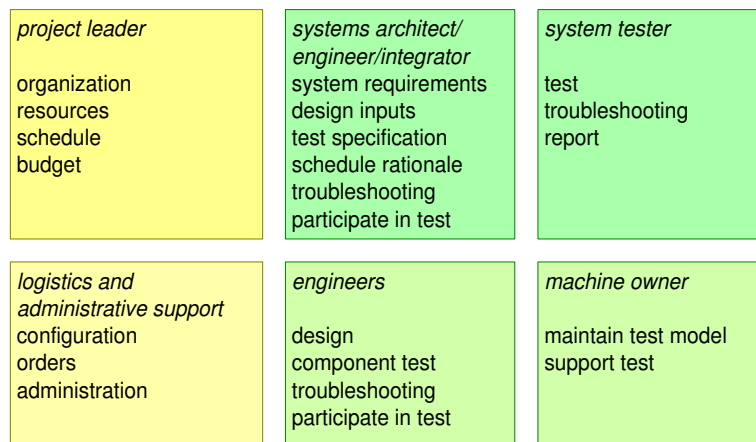 project leader
organization
resources
schedule
budget
systems architect/
engineer/integrator
system requirements
design inputs
test specification
schedule rationale
troubleshooting
participate in test
system tester
test
troubleshooting
report
logistics and
administrative support
configuration
orders
administration
engineers
design
component test
troubleshooting
participate in test
machine owner
maintain test model
support test